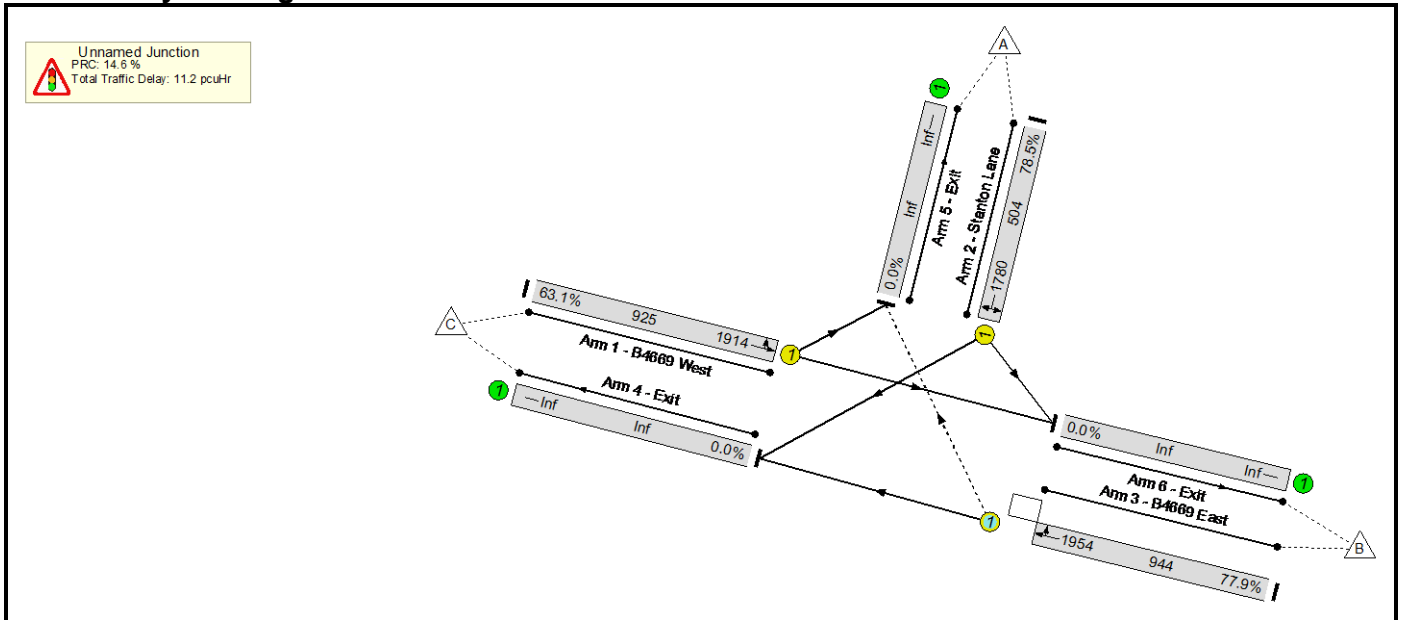 Unnamed Junction
PRC: 14.6 %
Total Traffic Delay: 11.2 pcuHr
A
1
Inf
Inf
0.0%
Arm 5 - Exit
Arm 2 - Stanton Lane
78.5%
504
1780
1
C
63.1%
925
1914
1
Arm 1 - B4669 West
Arm 4 - Exit
1
Inf
Inf
0.0%
0.0%
Inf
Inf
1
Arm 6 - Exit
Arm 3 - B4669 East
1
1954
944
77.9%
B